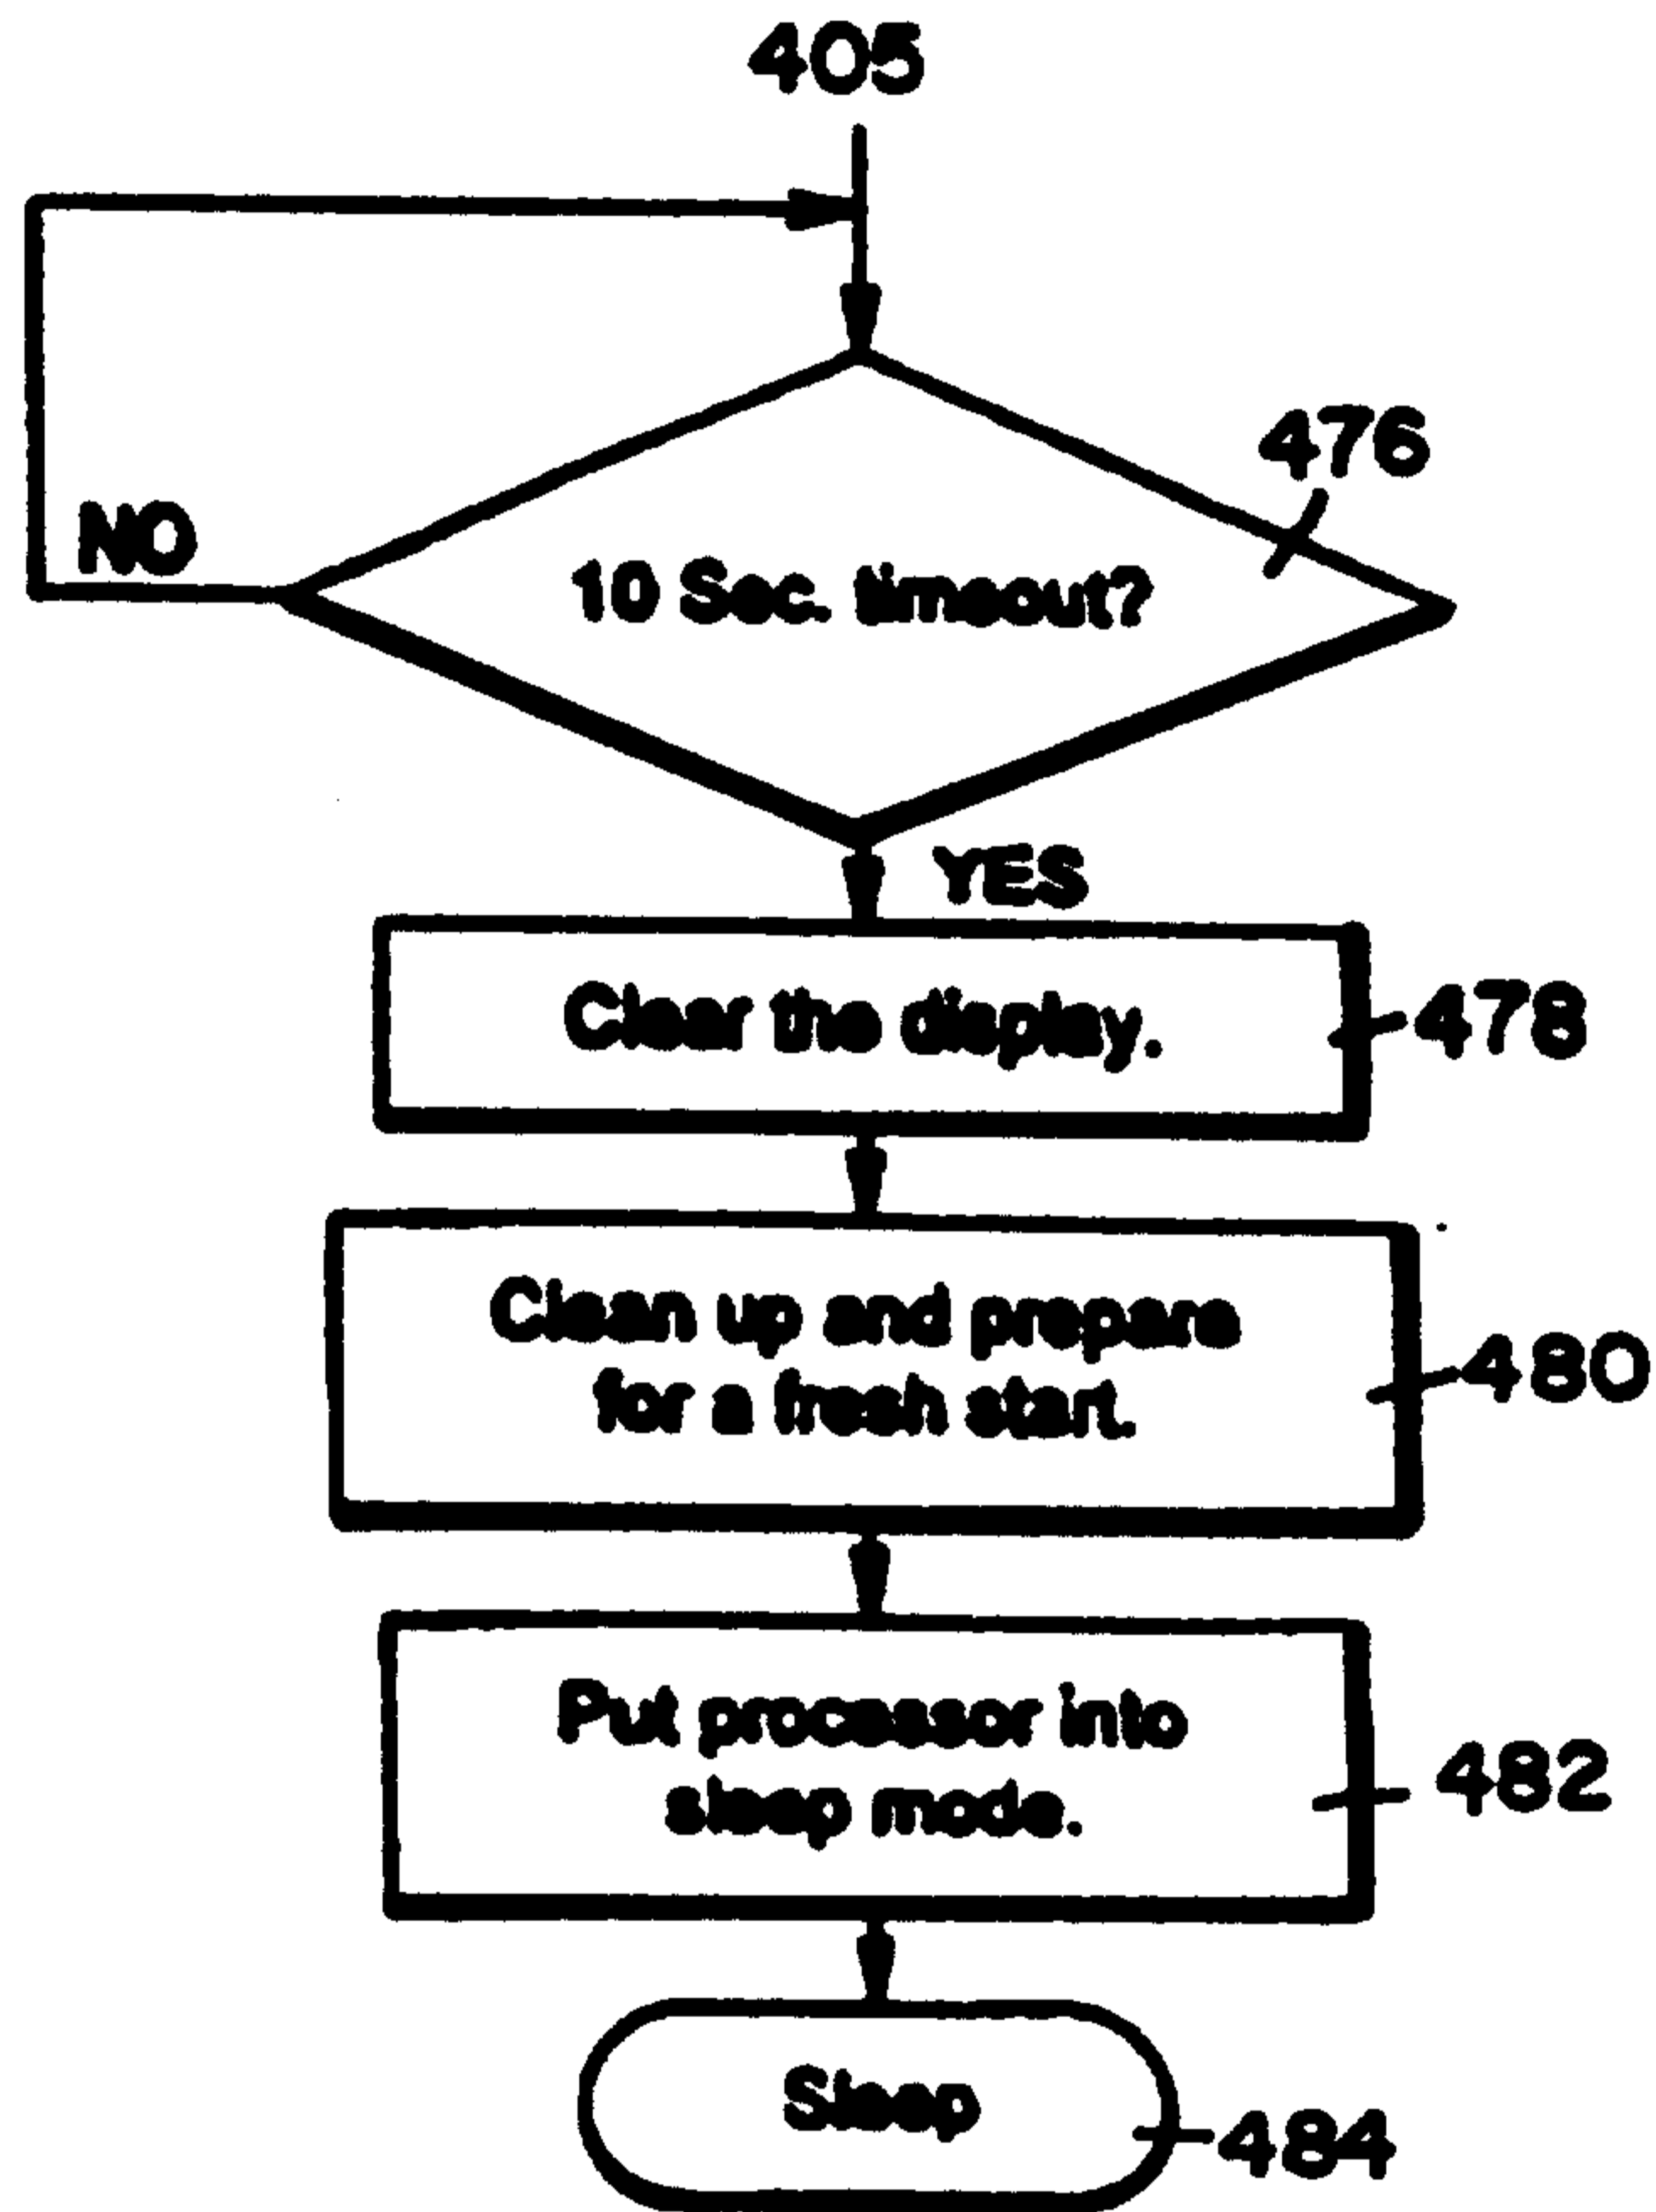 405
476
NO
10 Sec. timeout?
YES
Clear the display.
478
Clean up and prepare
for a fresh start.
480
Put processor into
sleep mode.
482
Sleep
484